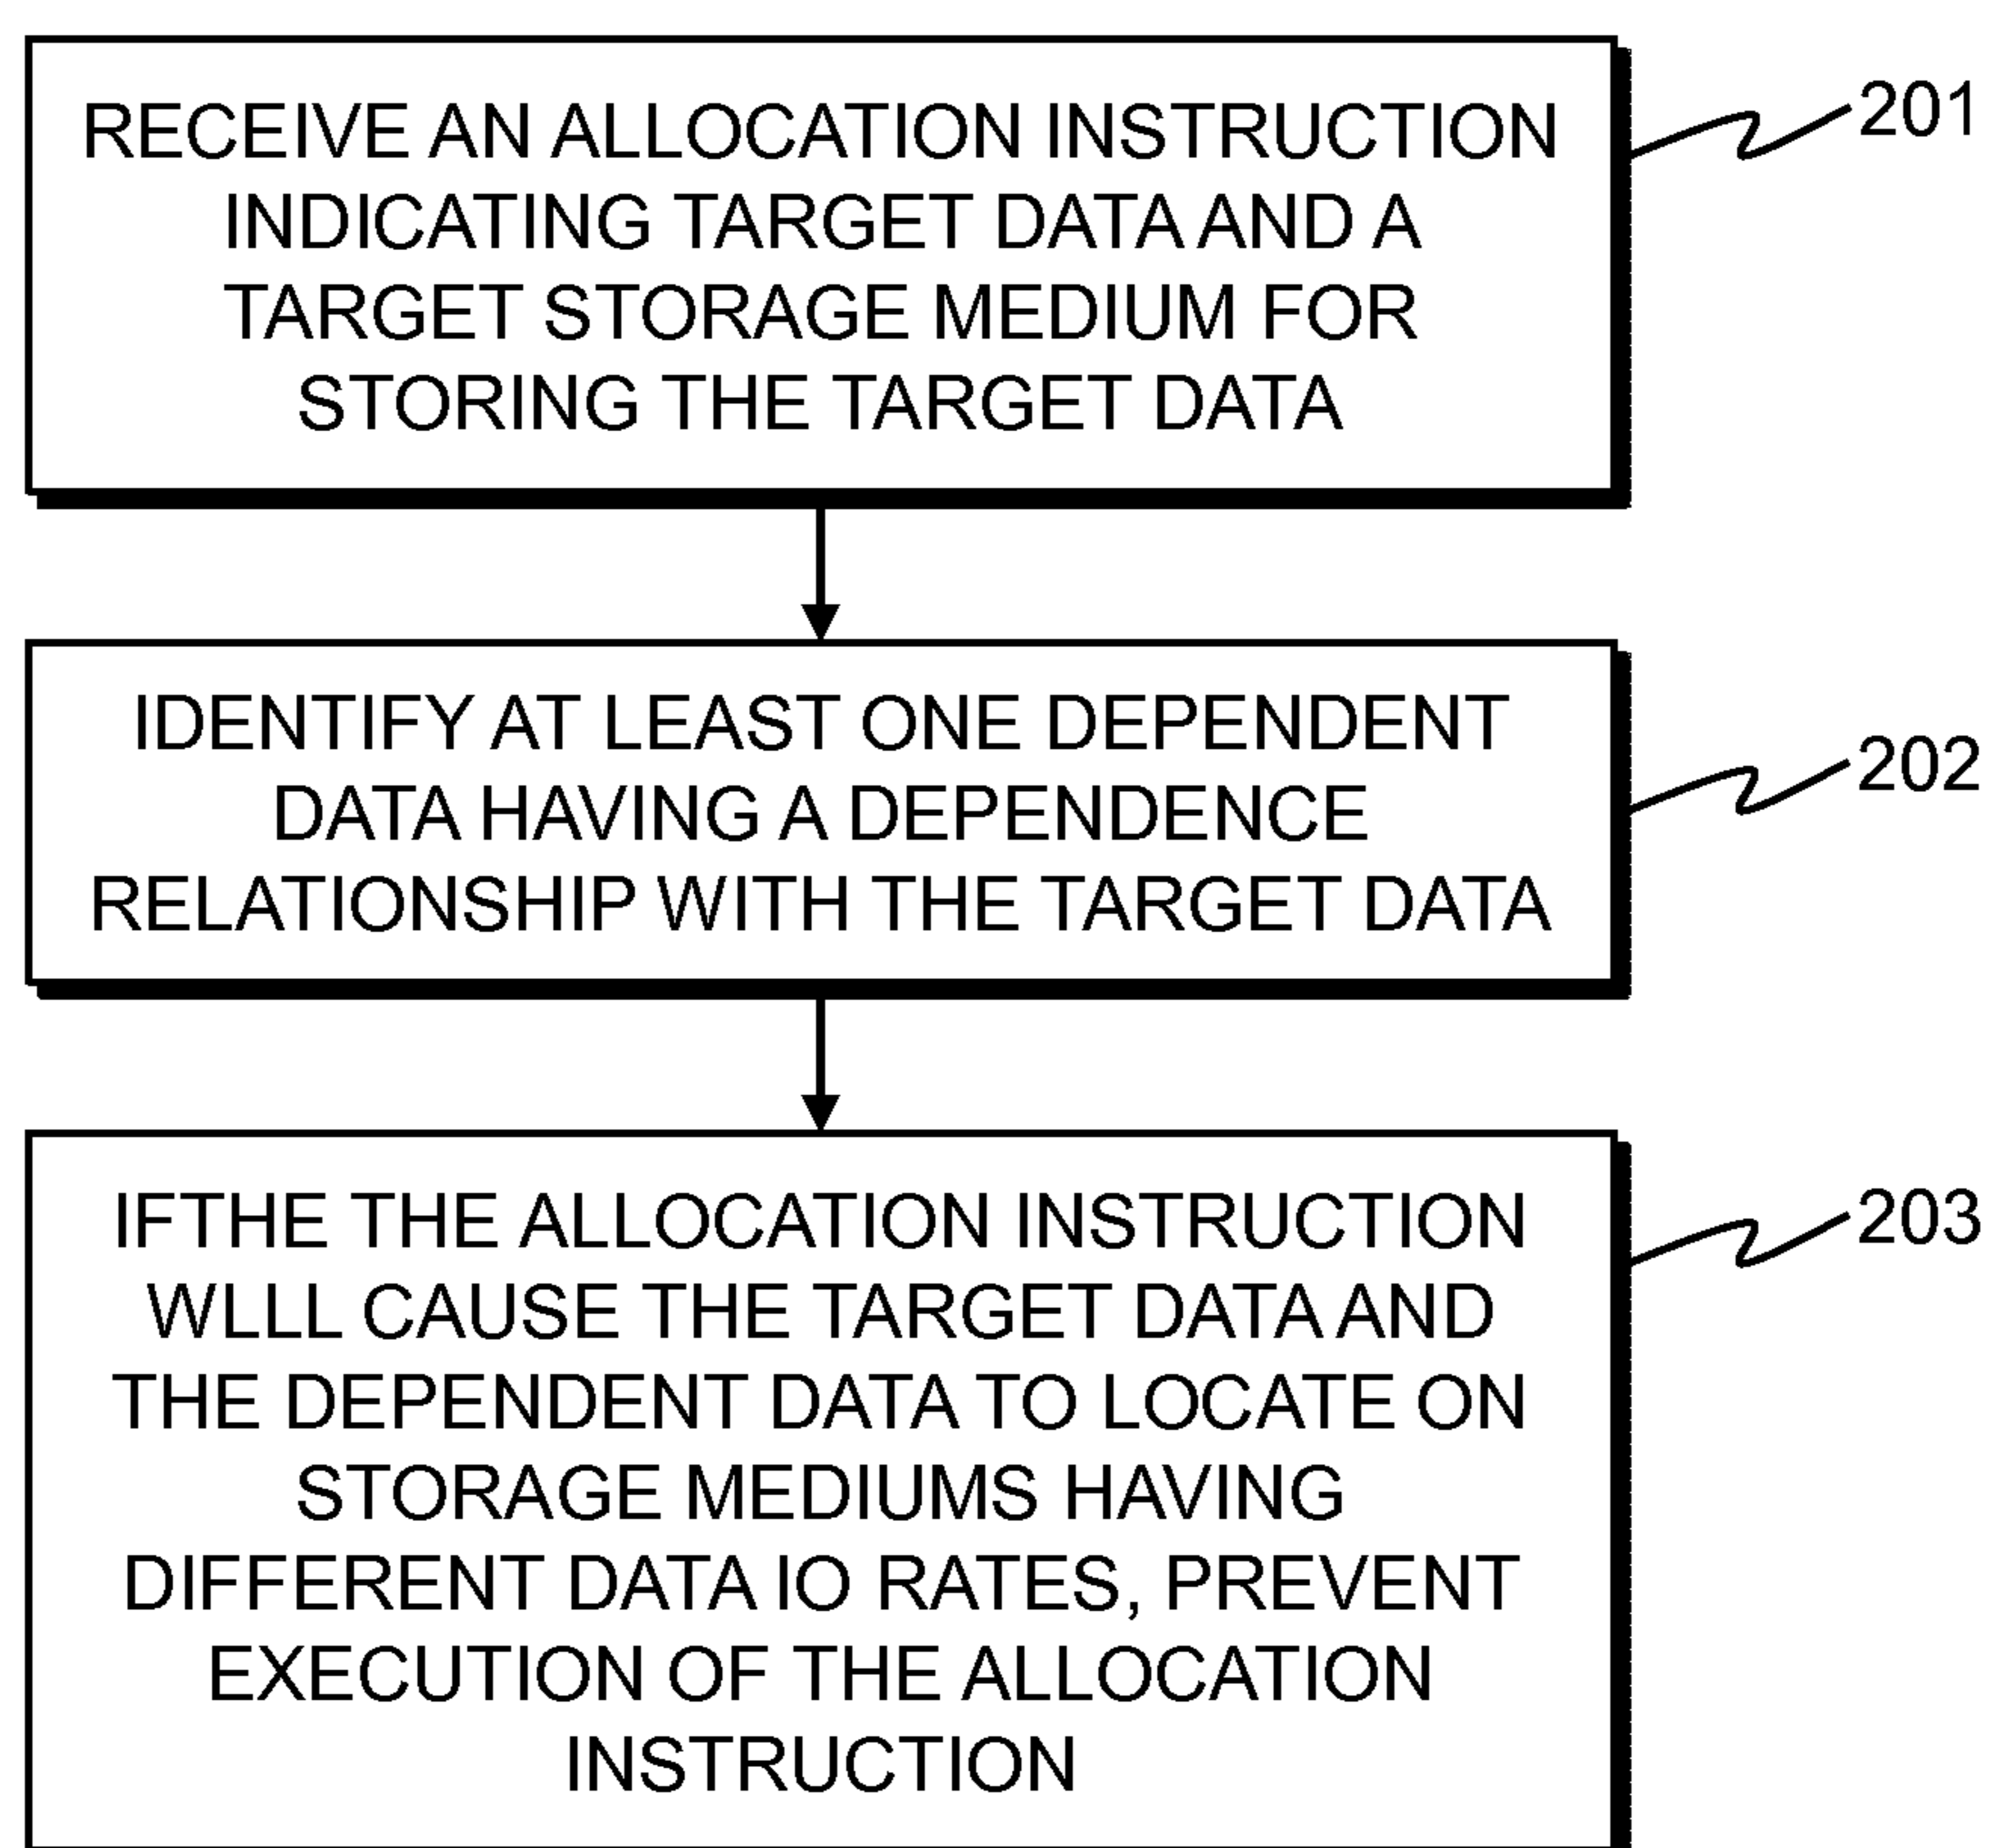 RECEIVE AN ALLOCATION INSTRUCTION
INDICATING TARGET DATA AND A
TARGET STORAGE MEDIUM FOR
STORING THE TARGET DATA
201
IDENTIFY AT LEAST ONE DEPENDENT
DATA HAVING A DEPENDENCE
RELATIONSHIP WITH THE TARGET DATA
202
IFTHE THE ALLOCATION INSTRUCTION
WLLL CAUSE THE TARGET DATA AND
THE DEPENDENT DATA TO LOCATE ON
STORAGE MEDIUMS HAVING
DIFFERENT DATA IO RATES, PREVENT
EXECUTION OF THE ALLOCATION
INSTRUCTION
203